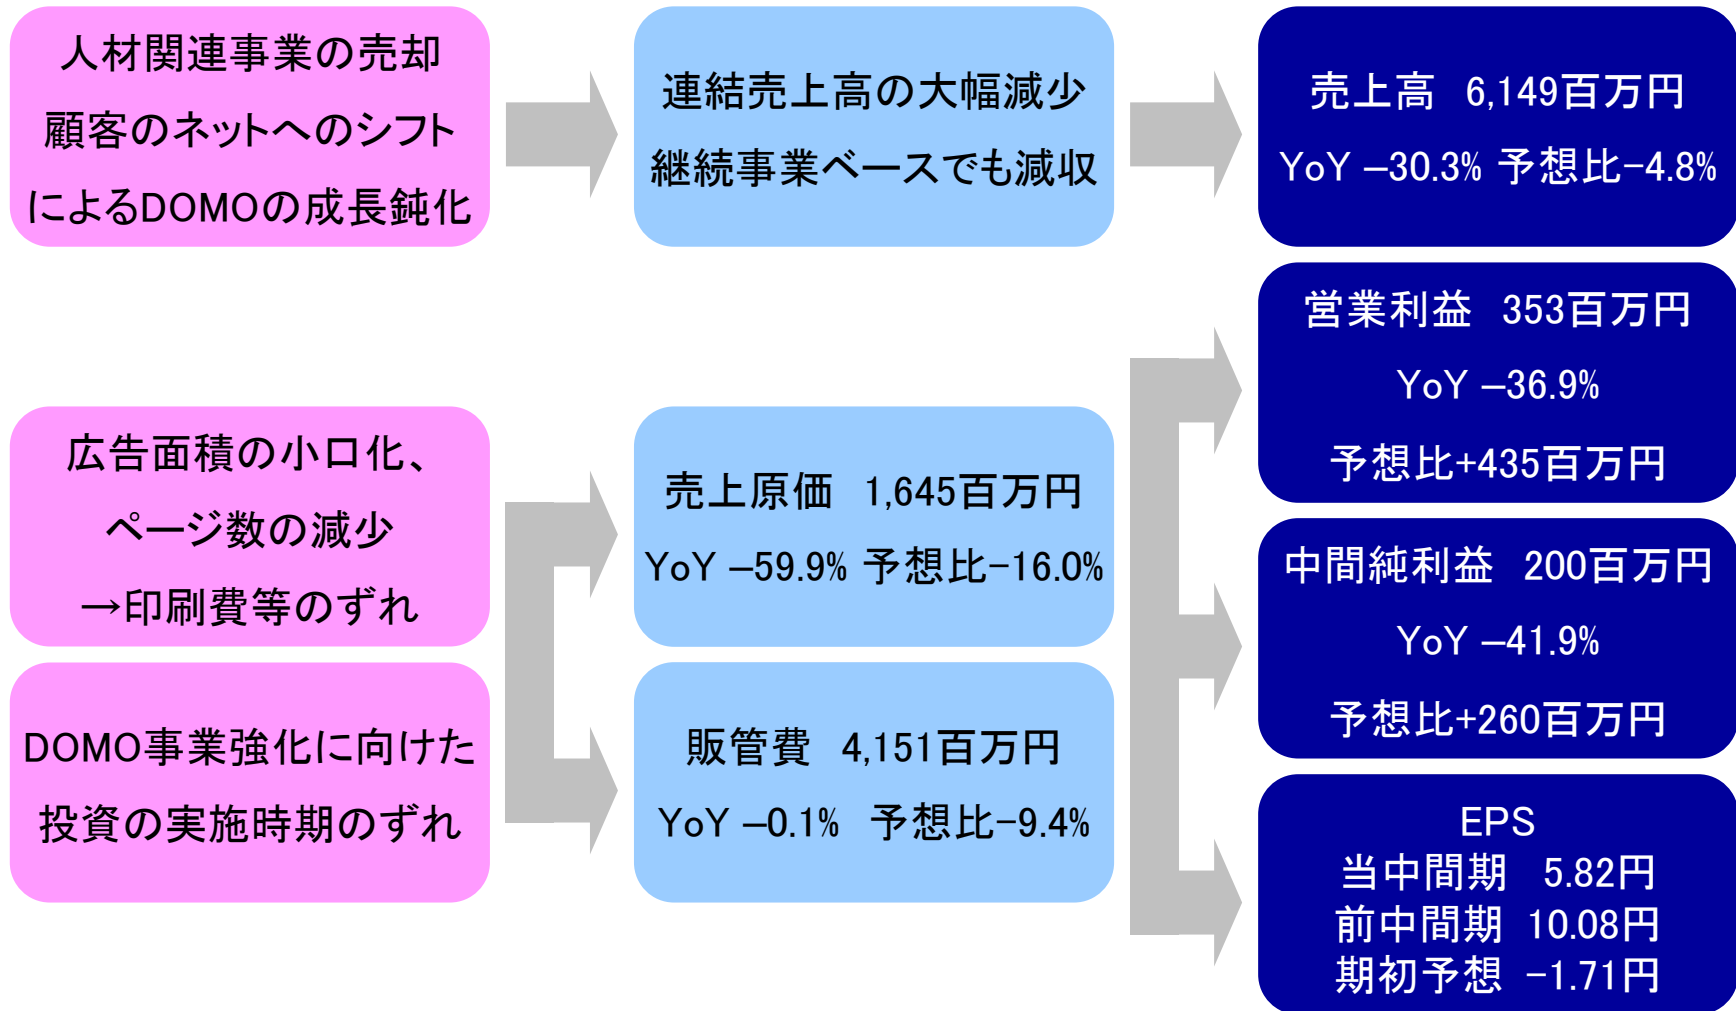 人材関連事業の売却
顧客のネットへのシフト
によるDOMOの成長鈍化
連結売上高の大幅減少
継続事業ベースでも減収
売上高 6,149百万円
YoY –30.3% 予想比-4.8%
広告面積の小口化、
ページ数の減少
→印刷費等のずれ
DOMO事業強化に向けた
投資の実施時期のずれ
売上原価 1,645百万円
YoY –59.9% 予想比-16.0%
販管費 4,151百万円
YoY –0.1% 予想比-9.4%
営業利益 353百万円
YoY –36.9%
予想比+435百万円
中間純利益 200百万円
YoY –41.9%
予想比+260百万円
EPS
当中間期 5.82円
前中間期 10.08円
期初予想 -1.71円